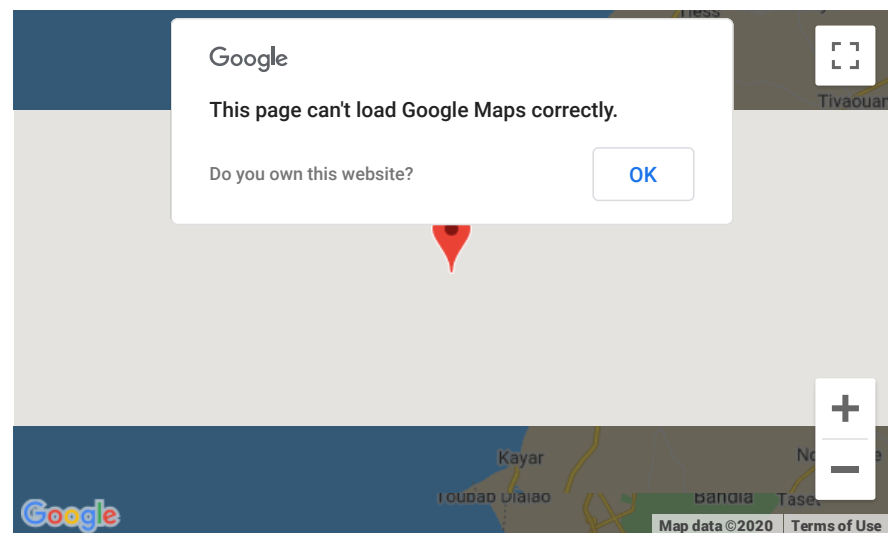 Google
This page can't load Google Maps correctly.
Do you own this website?
OK
Kayar
Toubab Dialao
Bandia
Google
Map data ©2020
Terms of Use